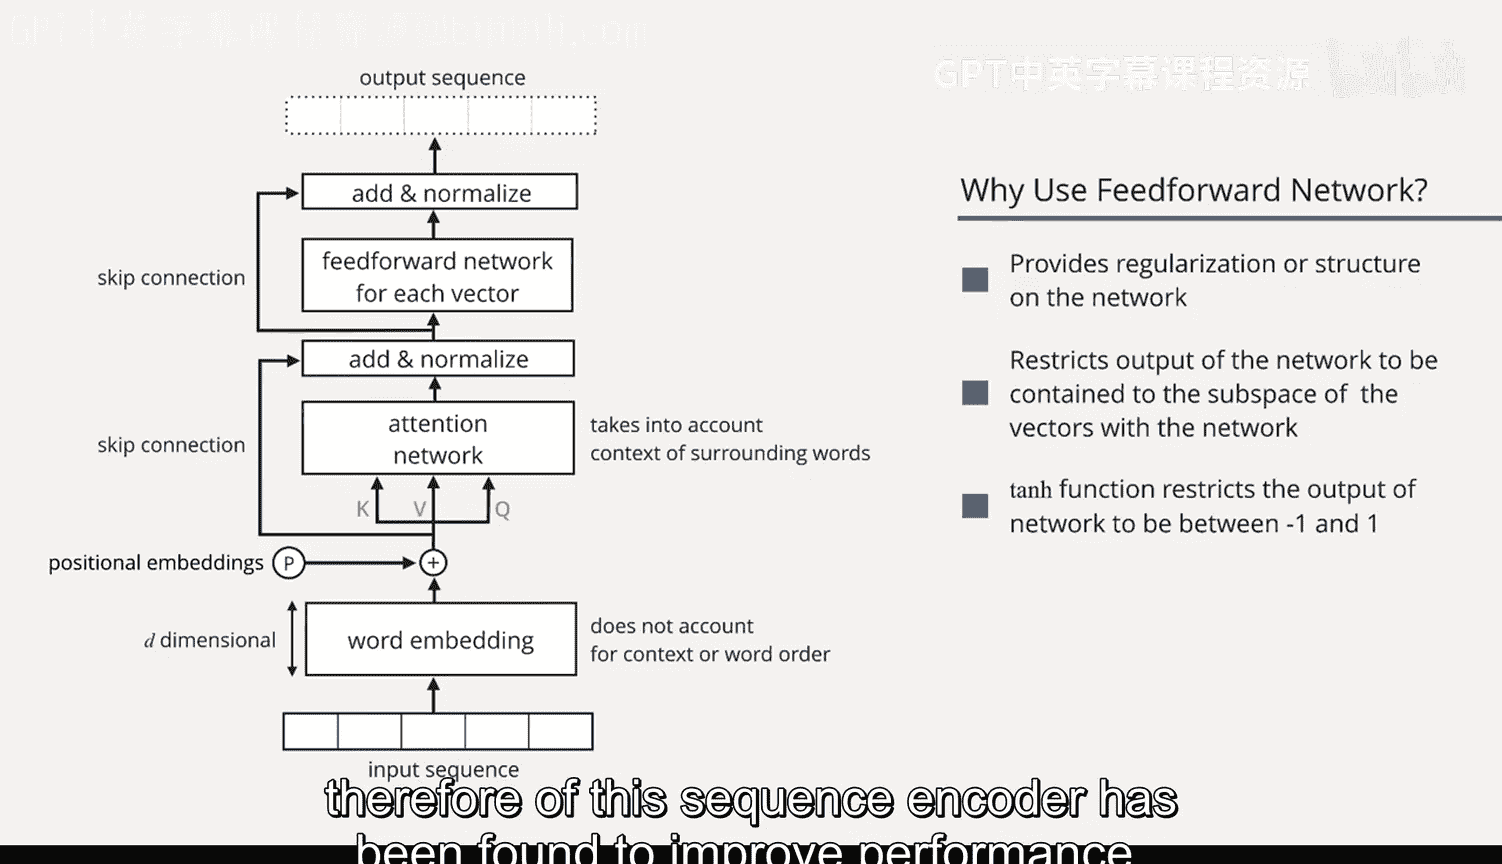 GPT中英字幕课程资源
output sequence
add & normalize
skip connection
feedforward network
for each vector
add & normalize
skip connection
attention
network
takes into account
context of surrounding words
K V Q
positional embeddings P +
d dimensional
word embedding
does not account
for context or word order
input sequence
Why Use Feedforward Network?
Provides regularization or structure
on the network
Restricts output of the network to be
contained to the subspace of the
vectors with the network
tanh function restricts the output of
network to be between -1 and 1
therefore of this sequence encoder has
been found to improve performance